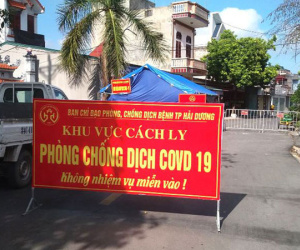 BAN CHỈ ĐẠO PHÒNG, CHỐNG DỊCH BỆNH TP HẢI DƯƠNG
KHU VỰC CÁCH LY
PHÒNG CHỐNG DỊCH COVD 19
Không nhiệm vụ miễn vào !